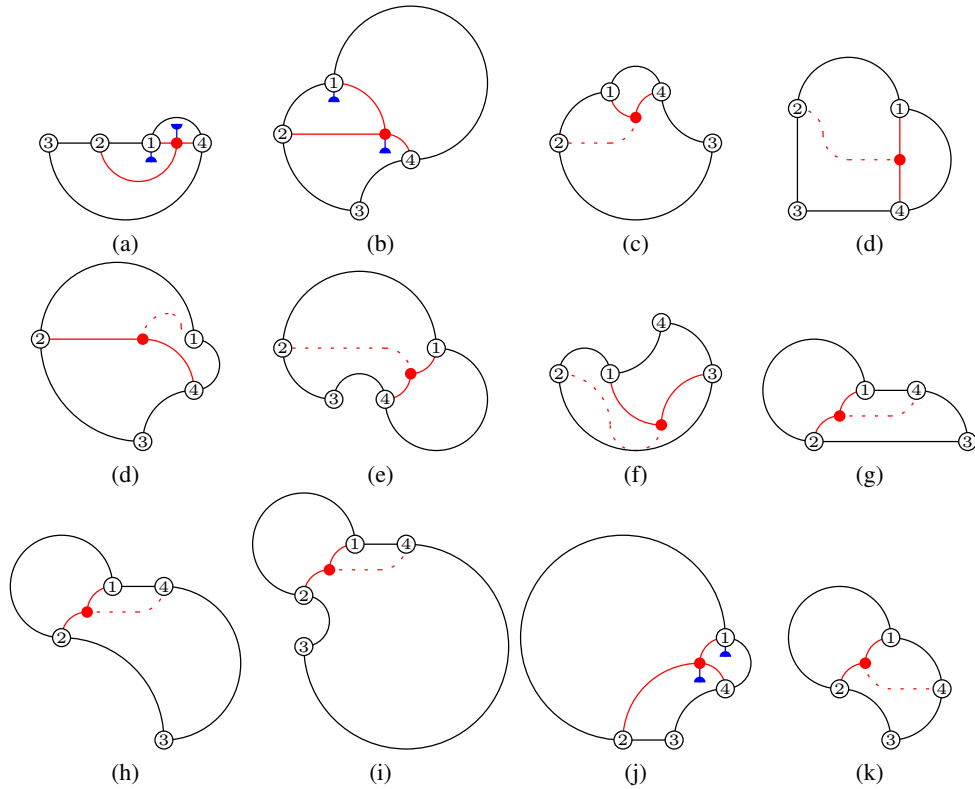 3 2 1 4
(a)
1 2 4 3
(b)
1 4 2 3
(c)
2 1 3 4
(d)
2 1 4 3
(d)
2 1 3 4
(e)
4 2 1 3
(f)
1 4 2 3
(g)
1 4 2 3
(h)
1 4 2 3
(i)
1 4 2 3
(j)
1 2 4 3
(k)